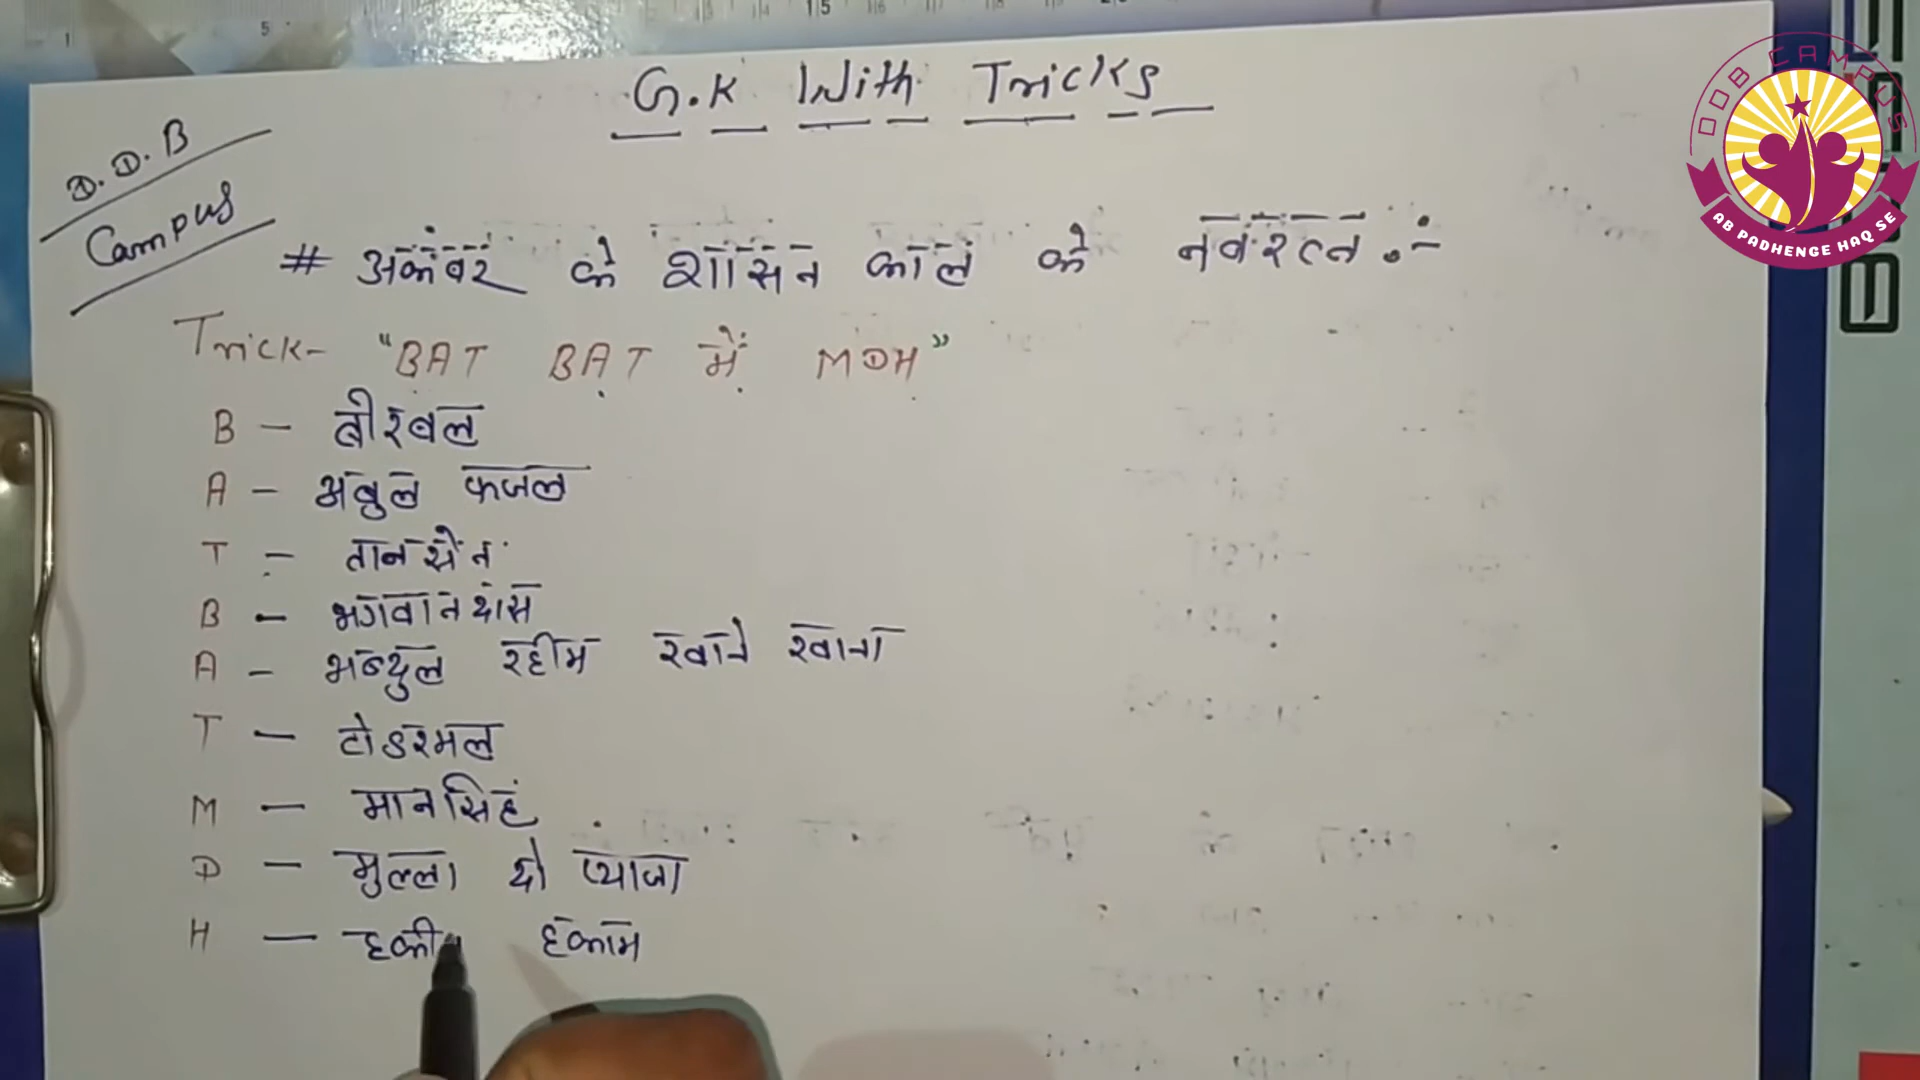 G.K With Tricks
D.D.B
Campus
# अकबर के शासन काल के नवरत्न :-
Trick- "BAT BAT में MDH"
B - बीरबल
A - अबुल फजल
T - तानसेन
B - भगवानदास
A - अब्दुल रहीम खाने खाना
T - टोडरमल
M - मानसिहं
D - मुल्ला दो प्याजा
H - हकीम हकाम
DDB CAMPUS
AB PADHENGE HAQ SE